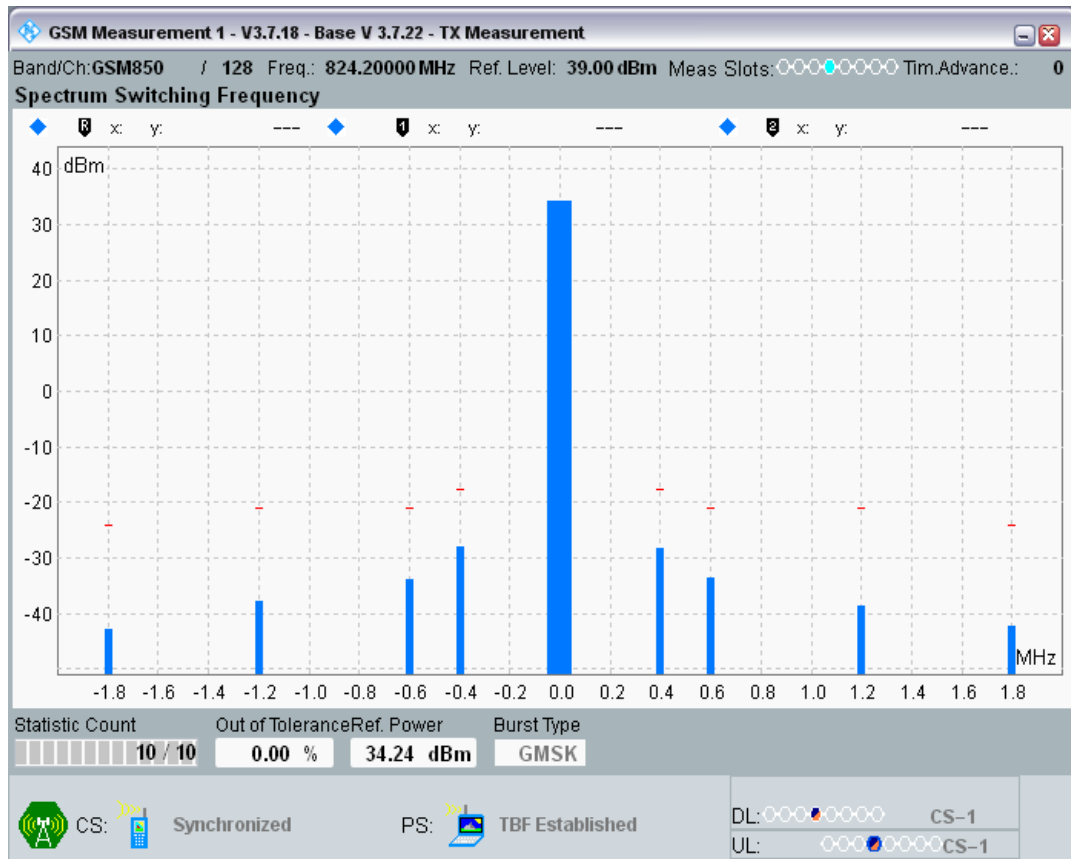 GSM Measurement 1 - V3.7.18 - Base V 3.7.22 - TX Measurement
Band/Ch:GSM850 / 128 Freq.: 824.20000 MHz Ref. Level: 39.00 dBm Meas Slots: Tim.Advance.: 0
Spectrum Switching Frequency
R x: y: --- 1 x: y: --- 2 x: y: ---
dBm
40
30
20
10
0
-10
-20
-30
-40
MHz
-1.8 -1.6 -1.4 -1.2 -1.0 -0.8 -0.6 -0.4 -0.2 0.0 0.2 0.4 0.6 0.8 1.0 1.2 1.4 1.6 1.8
Statistic Count Out of Tolerance Ref. Power Burst Type
10 / 10 0.00 % 34.24 dBm GMSK
CS: Synchronized PS: TBF Established
DL: CS-1
UL: CS-1